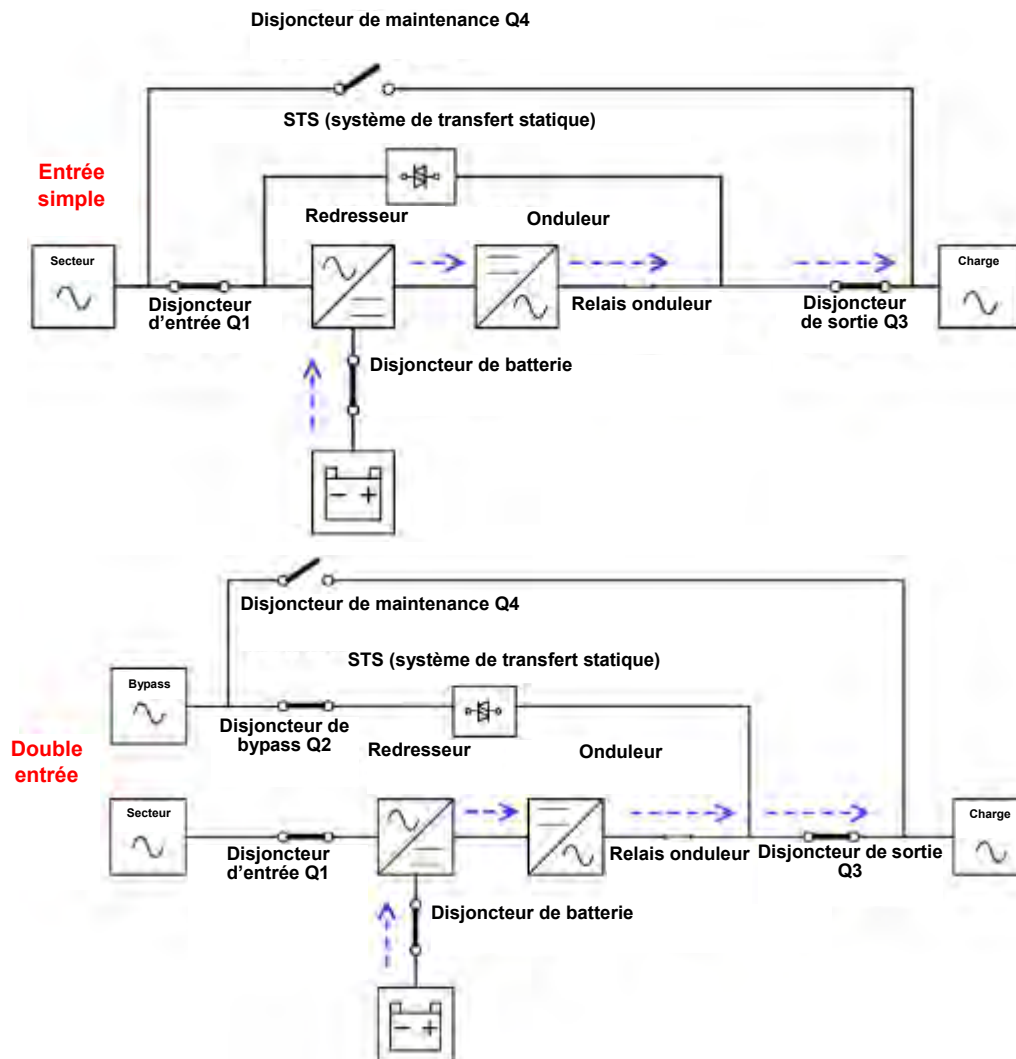 Disjoncteur de maintenance Q4
STS (système de transfert statique)
Entrée
simple
Redresseur
Onduleur
Secteur
Charge
Disjoncteur
d'entrée Q1
Relais onduleur
Disjoncteur
de sortie Q3
Disjoncteur de batterie
Disjoncteur de maintenance Q4
STS (système de transfert statique)
Bypass
Disjoncteur de
bypass Q2
Redresseur
Onduleur
Double
entrée
Secteur
Charge
Disjoncteur
d'entrée Q1
Relais onduleur
Disjoncteur de sortie
Q3
Disjoncteur de batterie